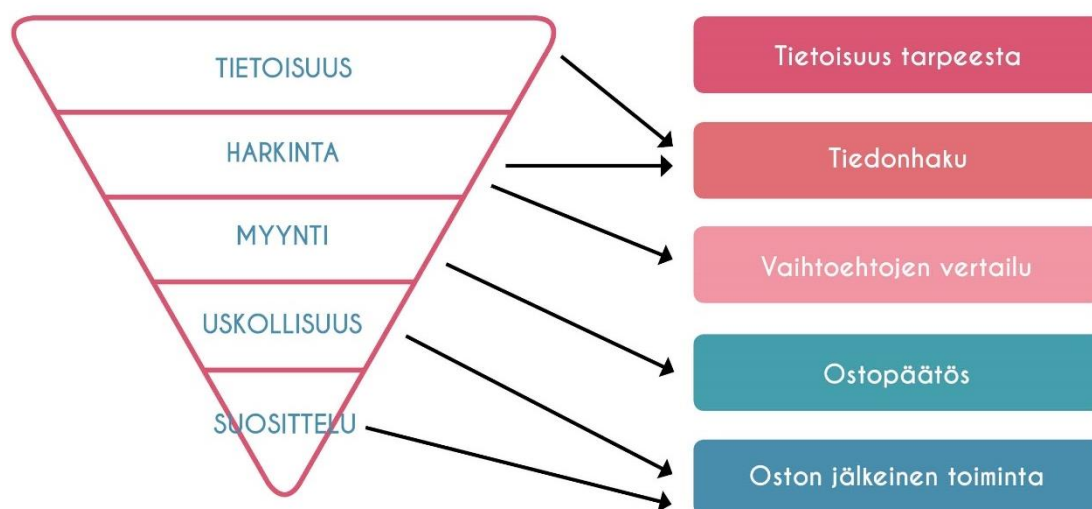 TIETOISUUS
HARKINTA
MYYNTI
USKOLLISUUS
SUOSITTELU
Tietoisuus tarpeesta
Tiedonhaku
Vaihtoehtojen vertailu
Ostopäätös
Oston jälkeinen toiminta